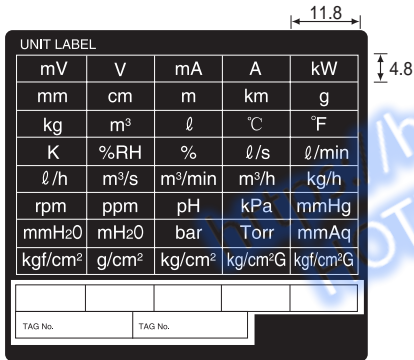 11.8
UNIT LABEL
mV V mA A kW
4.8
mm cm m km g
kg m³ ℓ ℃ °F
K %RH % ℓ/s ℓ/min
ℓ/h m³/s m³/min m³/h kg/h
rpm ppm pH kPa mmHg
mmH₂O mH₂O bar Torr mmAq
kgf/cm² g/cm² kg/cm² kg/cm²G kgf/cm²G
TAG No. TAG No.